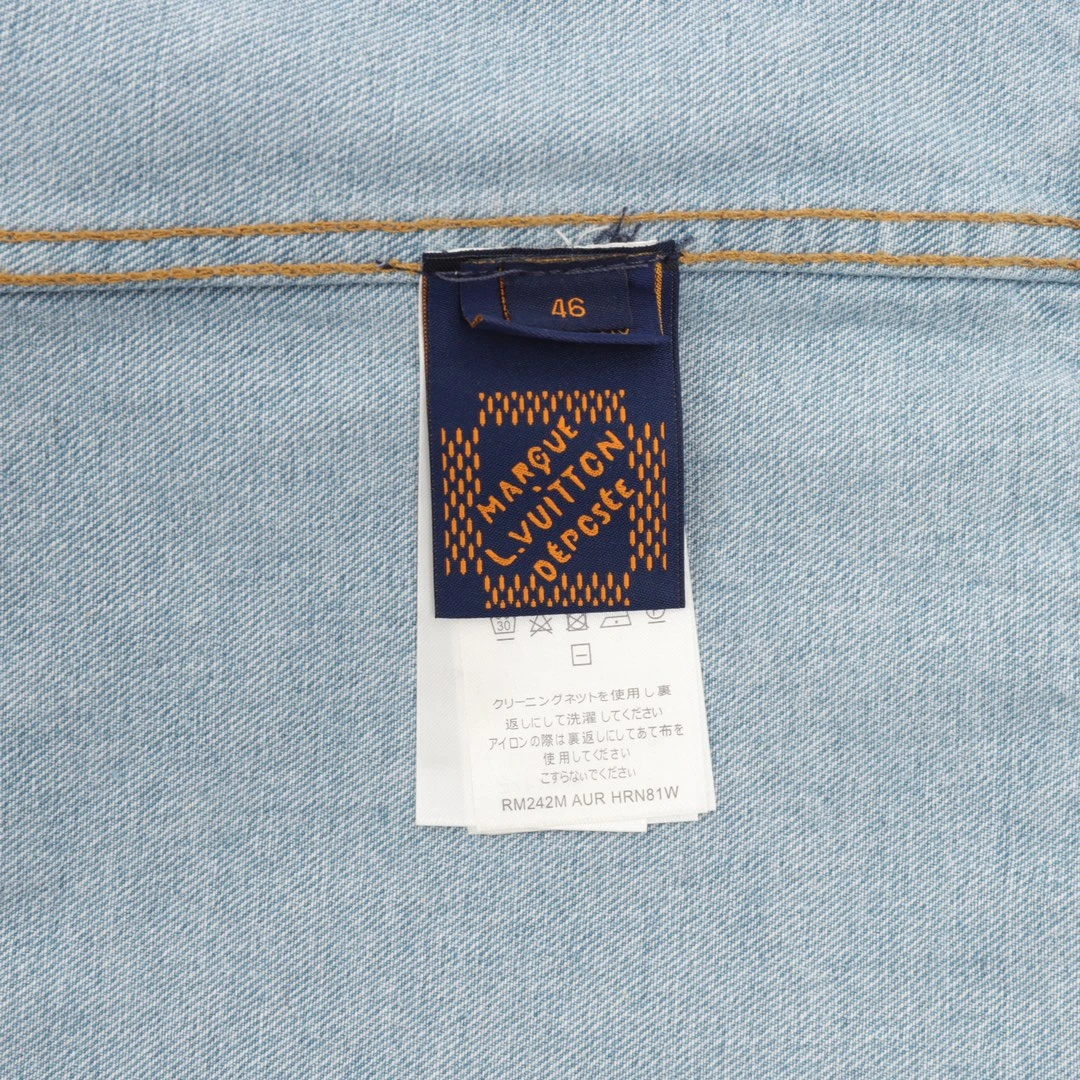 46
MARQUE
L.VUITTON
DÉPOSÉE
30
クリーニングネットを使用し裏
返しにして洗濯してください
アイロンの際は裏返しにしてあて布を
使用してください
こすらないでください
RM242M AUR HRN81W